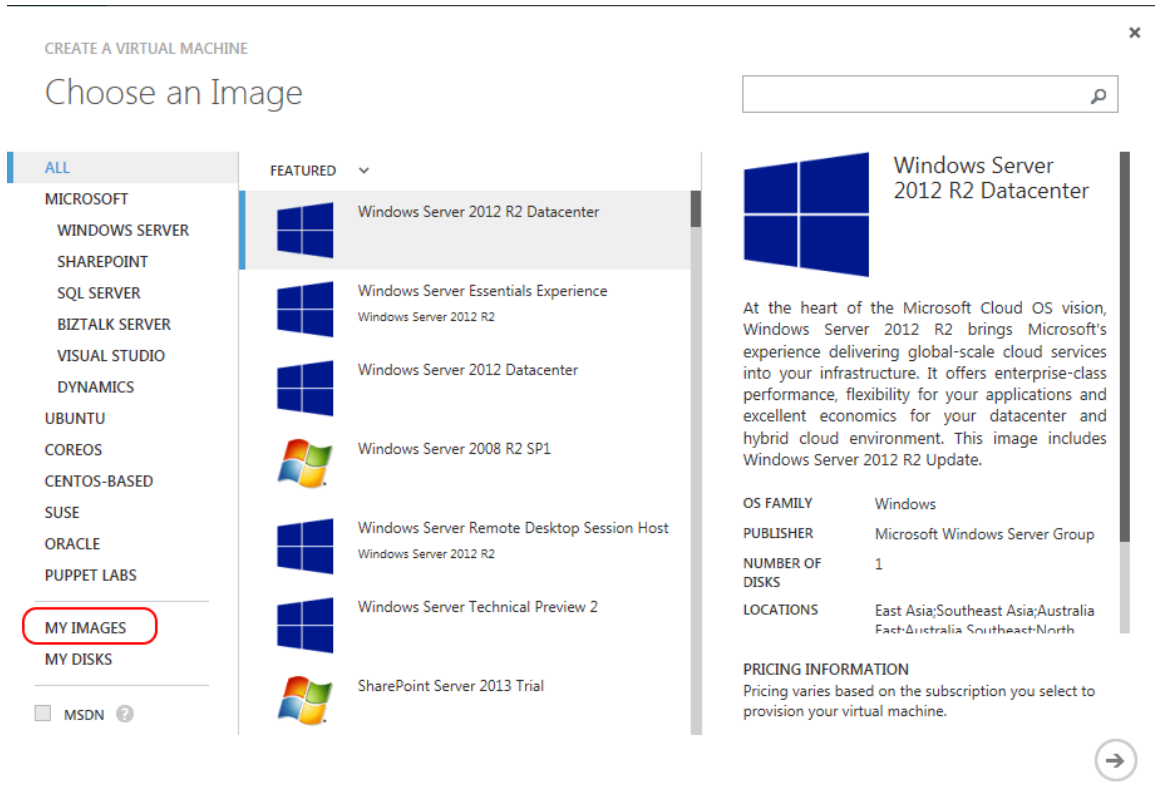 CREATE A VIRTUAL MACHINE
Choose an Image
ALL
MICROSOFT
WINDOWS SERVER
SHAREPOINT
SQL SERVER
BIZTALK SERVER
VISUAL STUDIO
DYNAMICS
UBUNTU
COREOS
CENTOS-BASED
SUSE
ORACLE
PUPPET LABS
MY IMAGES
MY DISKS
MSDN ?
FEATURED
Windows Server 2012 R2 Datacenter
Windows Server Essentials Experience
Windows Server 2012 R2
Windows Server 2012 Datacenter
Windows Server 2008 R2 SP1
Windows Server Remote Desktop Session Host
Windows Server 2012 R2
Windows Server Technical Preview 2
SharePoint Server 2013 Trial
Windows Server
2012 R2 Datacenter
At the heart of the Microsoft Cloud OS vision,
Windows Server 2012 R2 brings Microsoft's
experience delivering global-scale cloud services
into your infrastructure. It offers enterprise-class
performance, flexibility for your applications and
excellent economics for your datacenter and
hybrid cloud environment. This image includes
Windows Server 2012 R2 Update.
OS FAMILY Windows
PUBLISHER Microsoft Windows Server Group
NUMBER OF 1
DISKS
LOCATIONS East Asia;Southeast Asia;Australia
East;Australia Southeast;North
PRICING INFORMATION
Pricing varies based on the subscription you select to
provision your virtual machine.